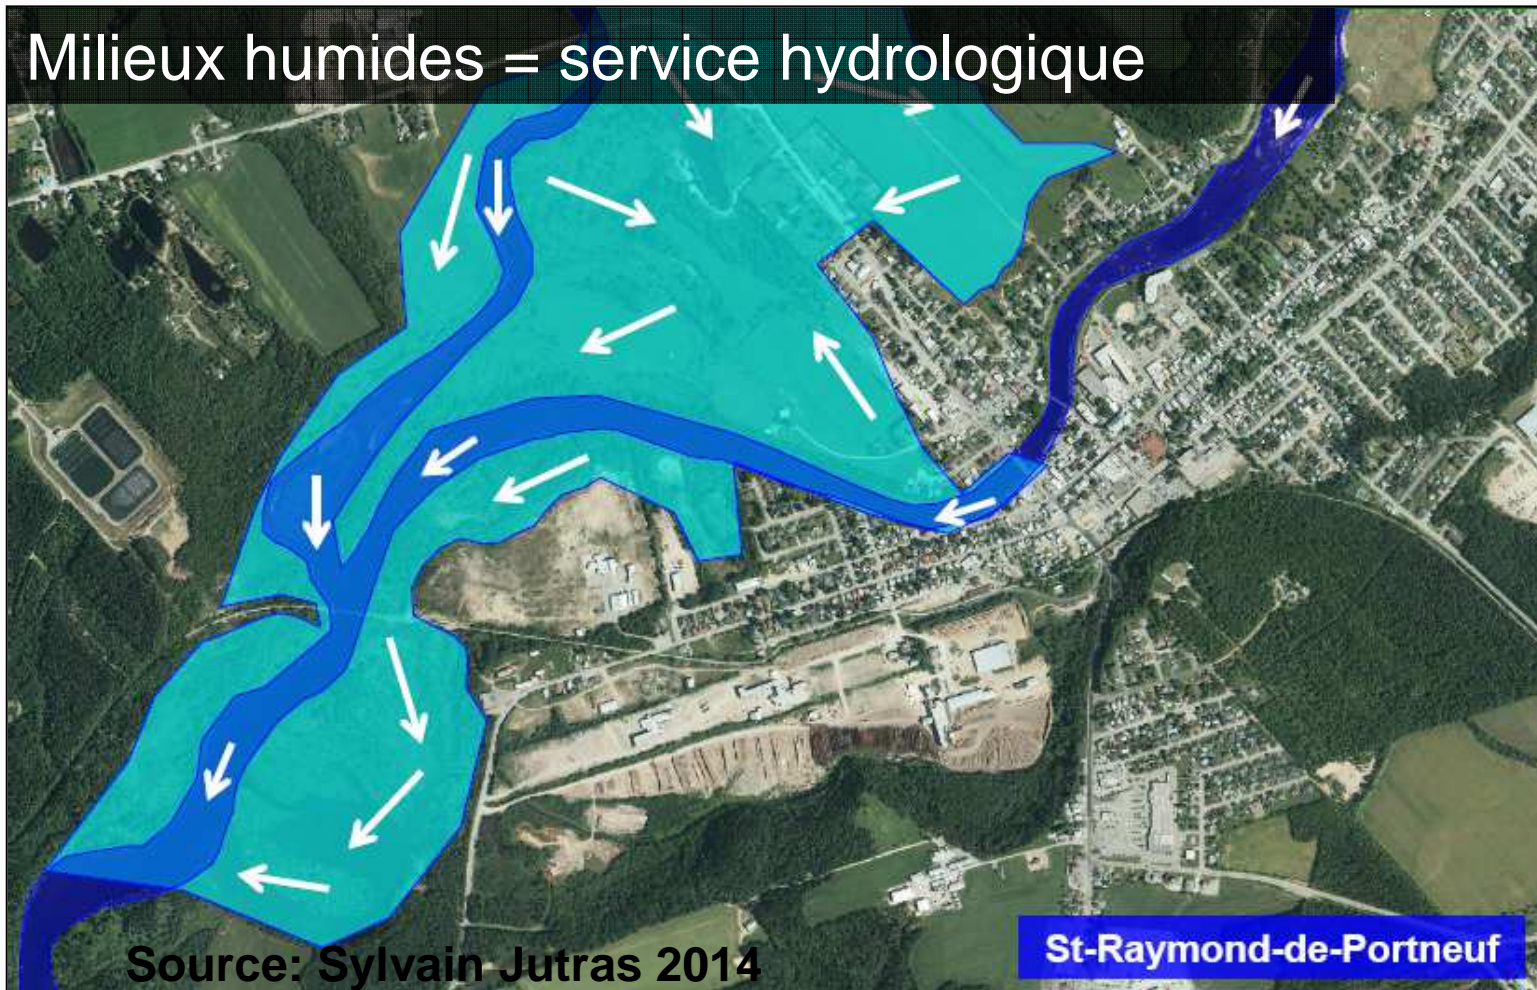 Milieux humides = service hydrologique
Source: Sylvain Jutras 2014
St-Raymond-de-Portneuf